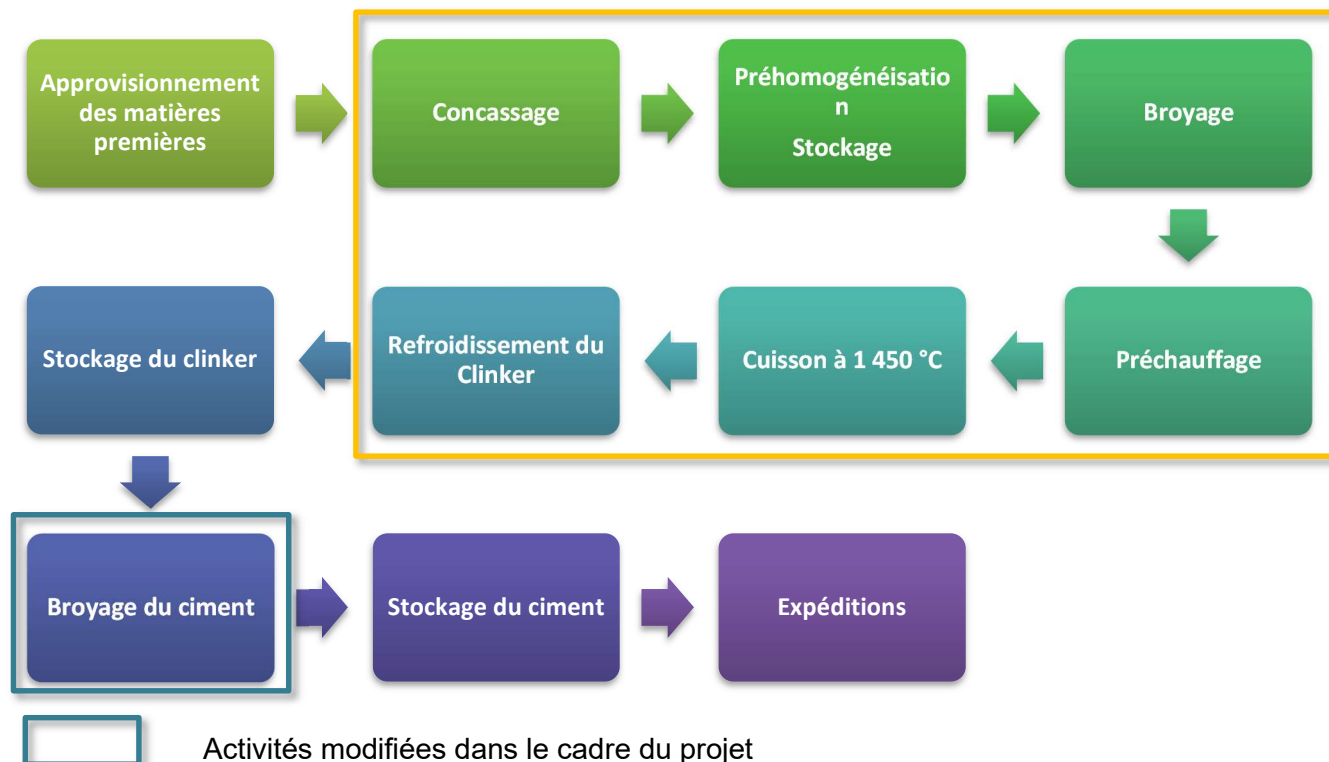 Approvisionnement
des matières
premières
Concassage
Préhomogénéisatio
n
Stockage
Broyage
Préchauffage
Cuisson à 1 450 °C
Refroidissement du
Clinker
Stockage du clinker
Broyage du ciment
Stockage du ciment
Expéditions
Activités modifiées dans le cadre du projet